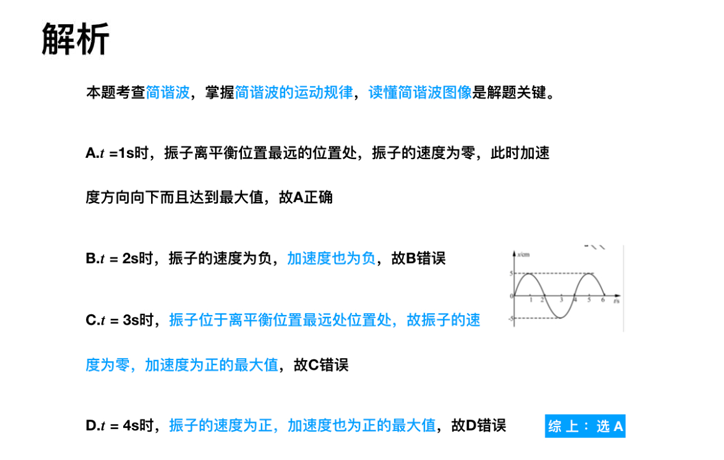 解析
本题考查简谐波，掌握简谐波的运动规律，读懂简谐波图像是解题关键。
A.t =1s时，振子离平衡位置最远的位置处，振子的速度为零，此时加速
度方向向下而且达到最大值，故A正确
B.t = 2s时，振子的速度为负，加速度也为负，故B错误
x/cm
5
0 1 2 3 4 5 6 t/s
-5
C.t = 3s时，振子位于离平衡位置最远处位置处，故振子的速
度为零，加速度为正的最大值，故C错误
D.t = 4s时，振子的速度为正，加速度也为正的最大值，故D错误
综上：选 A